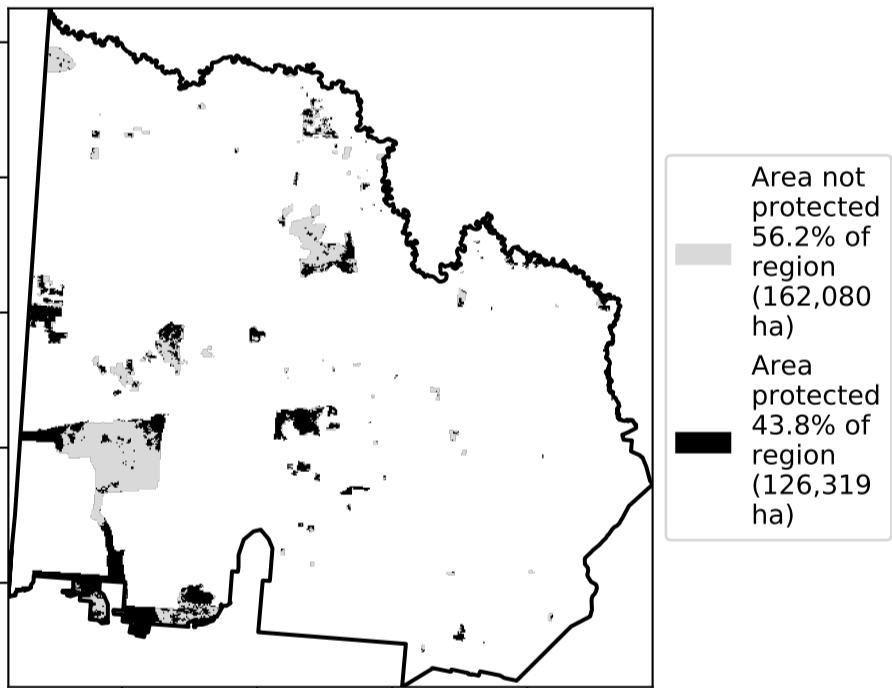 Area not
protected
56.2% of
region
(162,080
ha)
Area
protected
43.8% of
region
(126,319
ha)